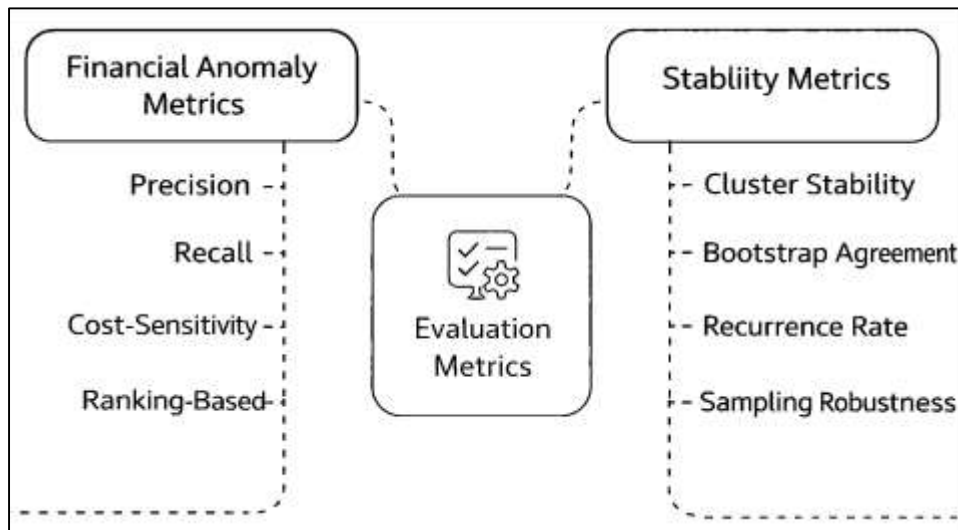 Financial Anomaly
Metrics
Precision
Recall
Cost-Sensitivity
Ranking-Based
Evaluation
Metrics
Stabliity Metrics
Cluster Stability
Bootstrap Agreement
Recurrence Rate
Sampling Robustness